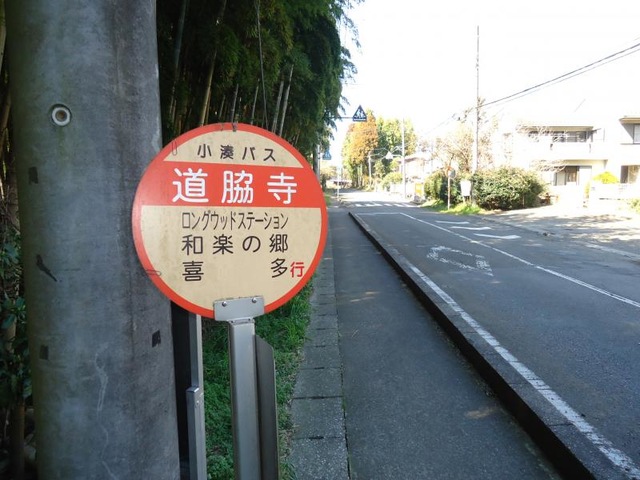 小湊バス
道脇寺
ロングウッドステーション
和楽の郷
喜多行